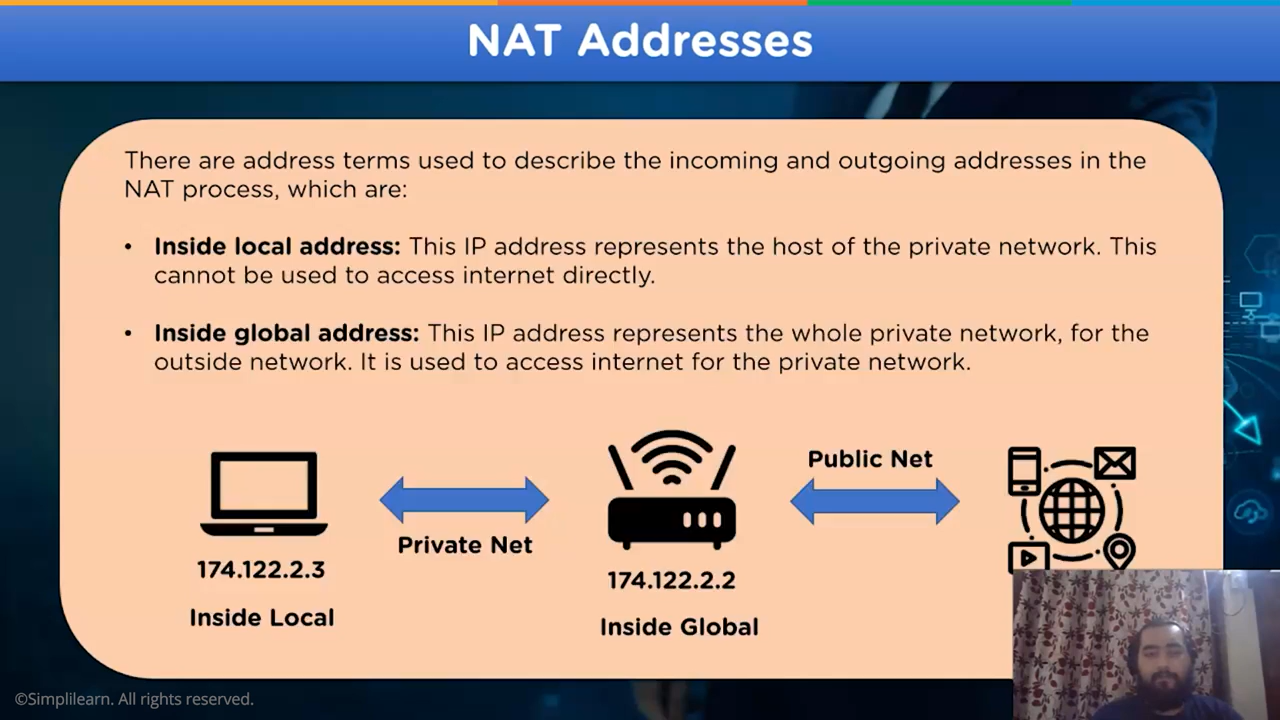 NAT Addresses
There are address terms used to describe the incoming and outgoing addresses in the
NAT process, which are:
• Inside local address: This IP address represents the host of the private network. This
cannot be used to access internet directly.
• Inside global address: This IP address represents the whole private network, for the
outside network. It is used to access internet for the private network.
Public Net
Private Net
174.122.2.3
174.122.2.2
Inside Local
Inside Global
©Simplilearn. All rights reserved.